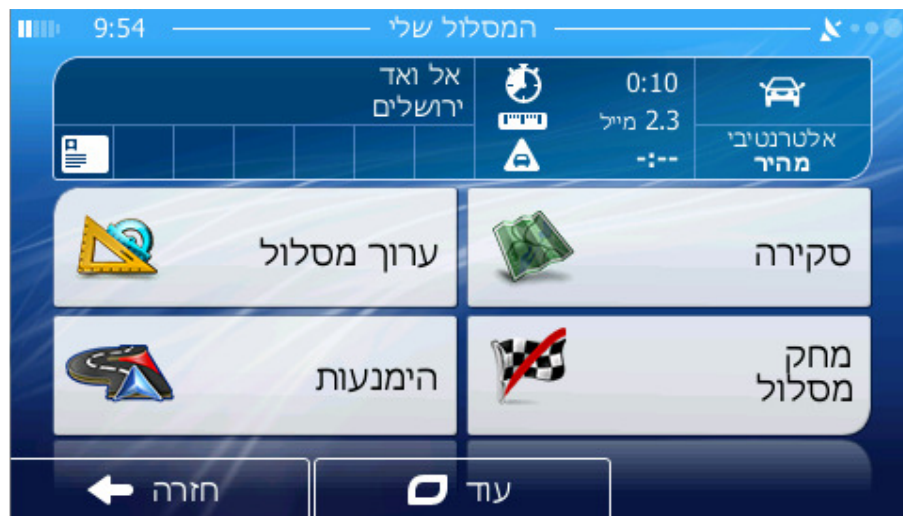 9:54
המסלול שלי
אל ואד
ירושלים
0:10
2.3 מייל
--:--
אלטרנטיבי
מהיר
סקירה
ערוך מסלול
מחק
מסלול
הימנעות
עוד
חזרה